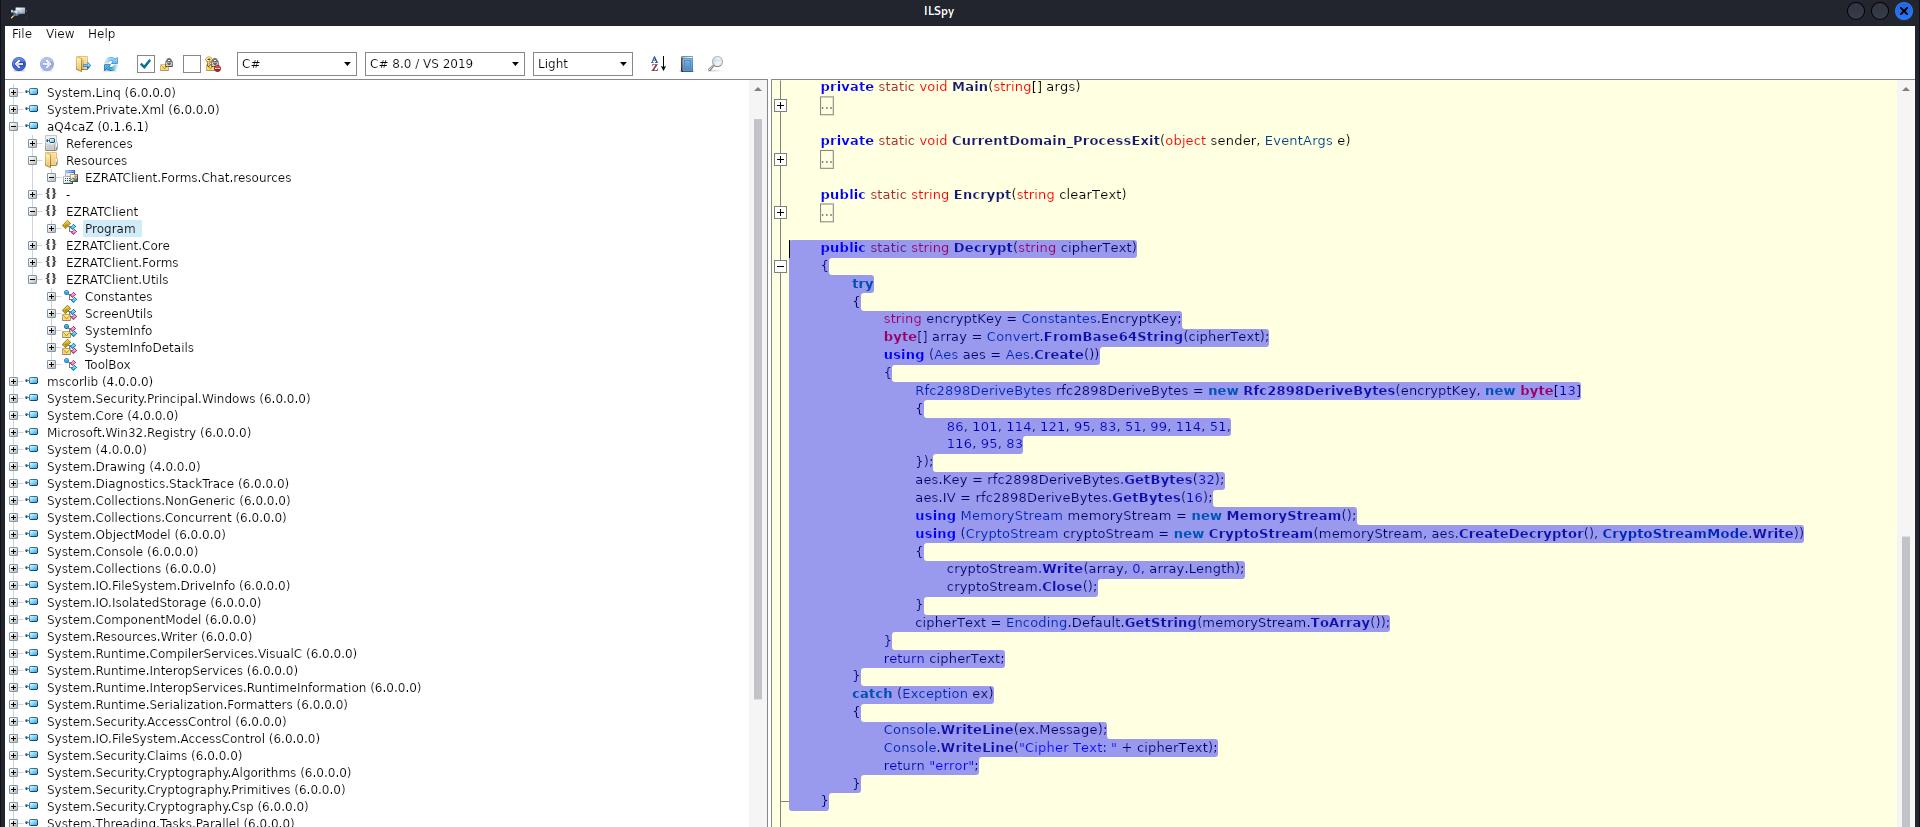 ILSpy
File View Help
C# C# 8.0 / VS 2019 Light
System.Linq (6.0.0.0)
System.Private.Xml (6.0.0.0)
aQ4caZ (0.1.6.1)
References
Resources
EZRATClient.Forms.Chat.resources
{} -
{} EZRATClient
Program
{} EZRATClient.Core
{} EZRATClient.Forms
{} EZRATClient.Utils
Constantes
ScreenUtils
SystemInfo
SystemInfoDetails
ToolBox
mscorlib (4.0.0.0)
System.Security.Principal.Windows (6.0.0.0)
System.Core (4.0.0.0)
Microsoft.Win32.Registry (6.0.0.0)
System (4.0.0.0)
System.Drawing (4.0.0.0)
System.Diagnostics.StackTrace (6.0.0.0)
System.Collections.NonGeneric (6.0.0.0)
System.Collections.Concurrent (6.0.0.0)
System.ObjectModel (6.0.0.0)
System.Console (6.0.0.0)
System.Collections (6.0.0.0)
System.IO.FileSystem.DriveInfo (6.0.0.0)
System.IO.IsolatedStorage (6.0.0.0)
System.ComponentModel (6.0.0.0)
System.Resources.Writer (6.0.0.0)
System.Runtime.CompilerServices.VisualC (6.0.0.0)
System.Runtime.InteropServices (6.0.0.0)
System.Runtime.InteropServices.RuntimeInformation (6.0.0.0)
System.Runtime.Serialization.Formatters (6.0.0.0)
System.Security.AccessControl (6.0.0.0)
System.IO.FileSystem.AccessControl (6.0.0.0)
System.Security.Claims (6.0.0.0)
System.Security.Cryptography.Algorithms (6.0.0.0)
System.Security.Cryptography.Primitives (6.0.0.0)
System.Security.Cryptography.Csp (6.0.0.0)
System.Threading.Tasks.Parallel (6.0.0.0)
private static void Main(string[] args)
...
private static void CurrentDomain_ProcessExit(object sender, EventArgs e)
...
public static string Encrypt(string clearText)
...
public static string Decrypt(string cipherText)
{
try
{
string encryptKey = Constantes.EncryptKey;
byte[] array = Convert.FromBase64String(cipherText);
using (Aes aes = Aes.Create())
{
Rfc2898DeriveBytes rfc2898DeriveBytes = new Rfc2898DeriveBytes(encryptKey, new byte[13]
{
86, 101, 114, 121, 95, 83, 51, 99, 114, 51,
116, 95, 83
});
aes.Key = rfc2898DeriveBytes.GetBytes(32);
aes.IV = rfc2898DeriveBytes.GetBytes(16);
using MemoryStream memoryStream = new MemoryStream();
using (CryptoStream cryptoStream = new CryptoStream(memoryStream, aes.CreateDecryptor(), CryptoStreamMode.Write))
{
cryptoStream.Write(array, 0, array.Length);
cryptoStream.Close();
}
cipherText = Encoding.Default.GetString(memoryStream.ToArray());
}
return cipherText;
}
catch (Exception ex)
{
Console.WriteLine(ex.Message);
Console.WriteLine("Cipher Text: " + cipherText);
return "error";
}
}